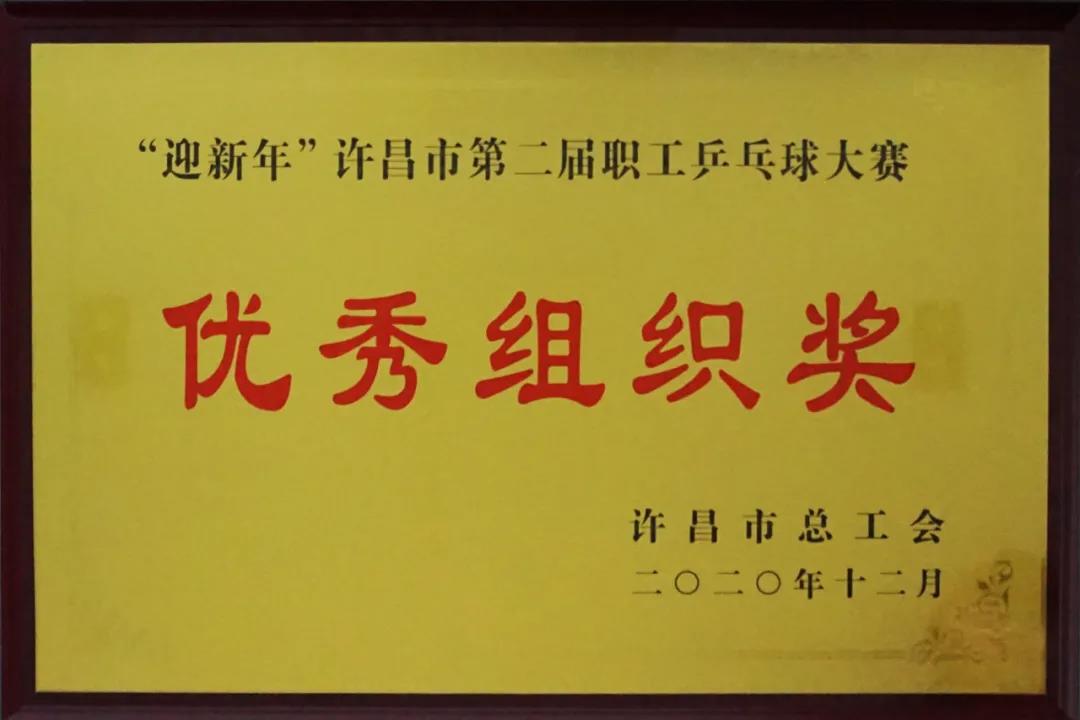 “迎新年”许昌市第二届职工乒乓球大赛
优秀组织奖
许昌市总工会
二〇二〇年十二月